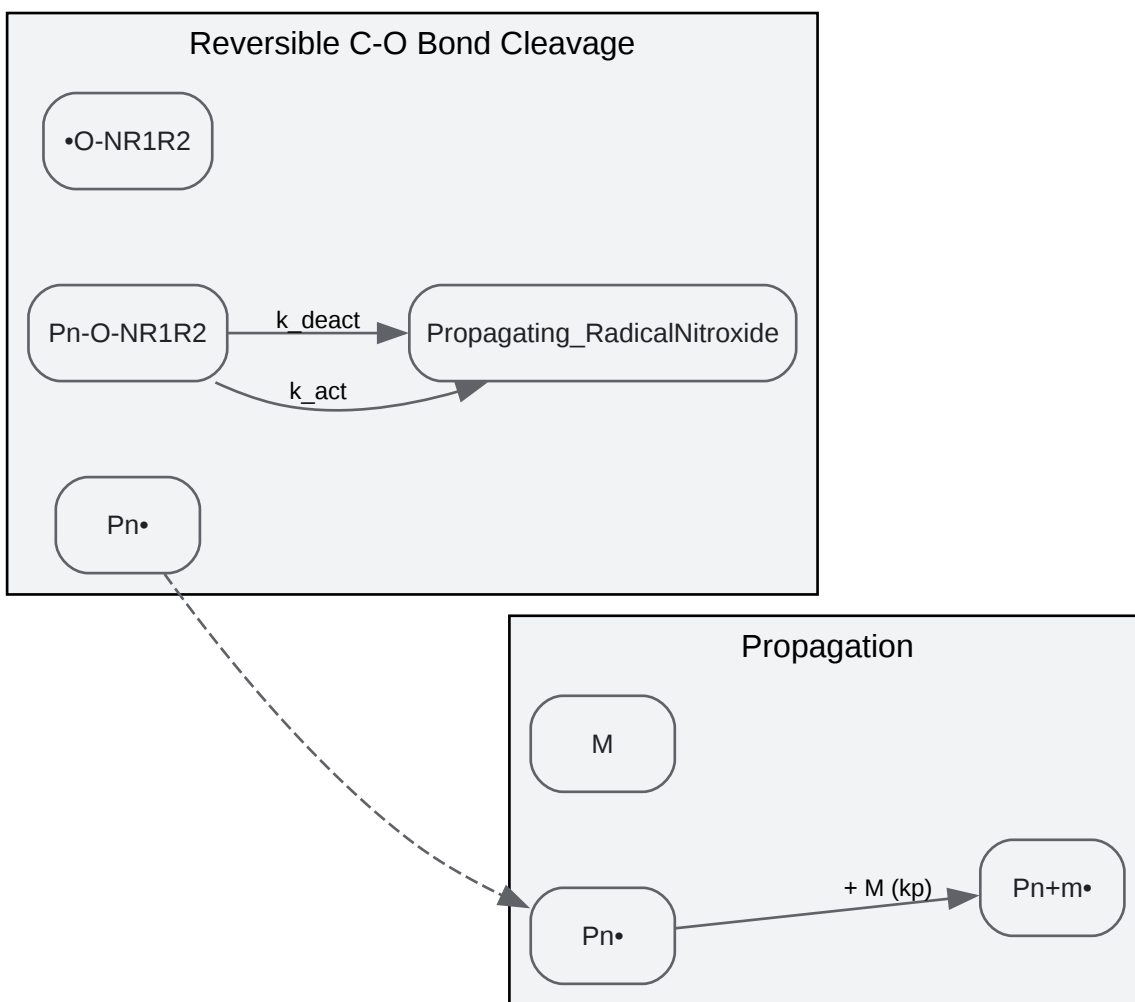 Reversible C-O Bond Cleavage
•O-NR1R2
Pn-O-NR1R2
k_deact
Propagating_RadicalNitroxide
k_act
Pn•
Propagation
M
+ M (kp)
Pn+m•
Pn•